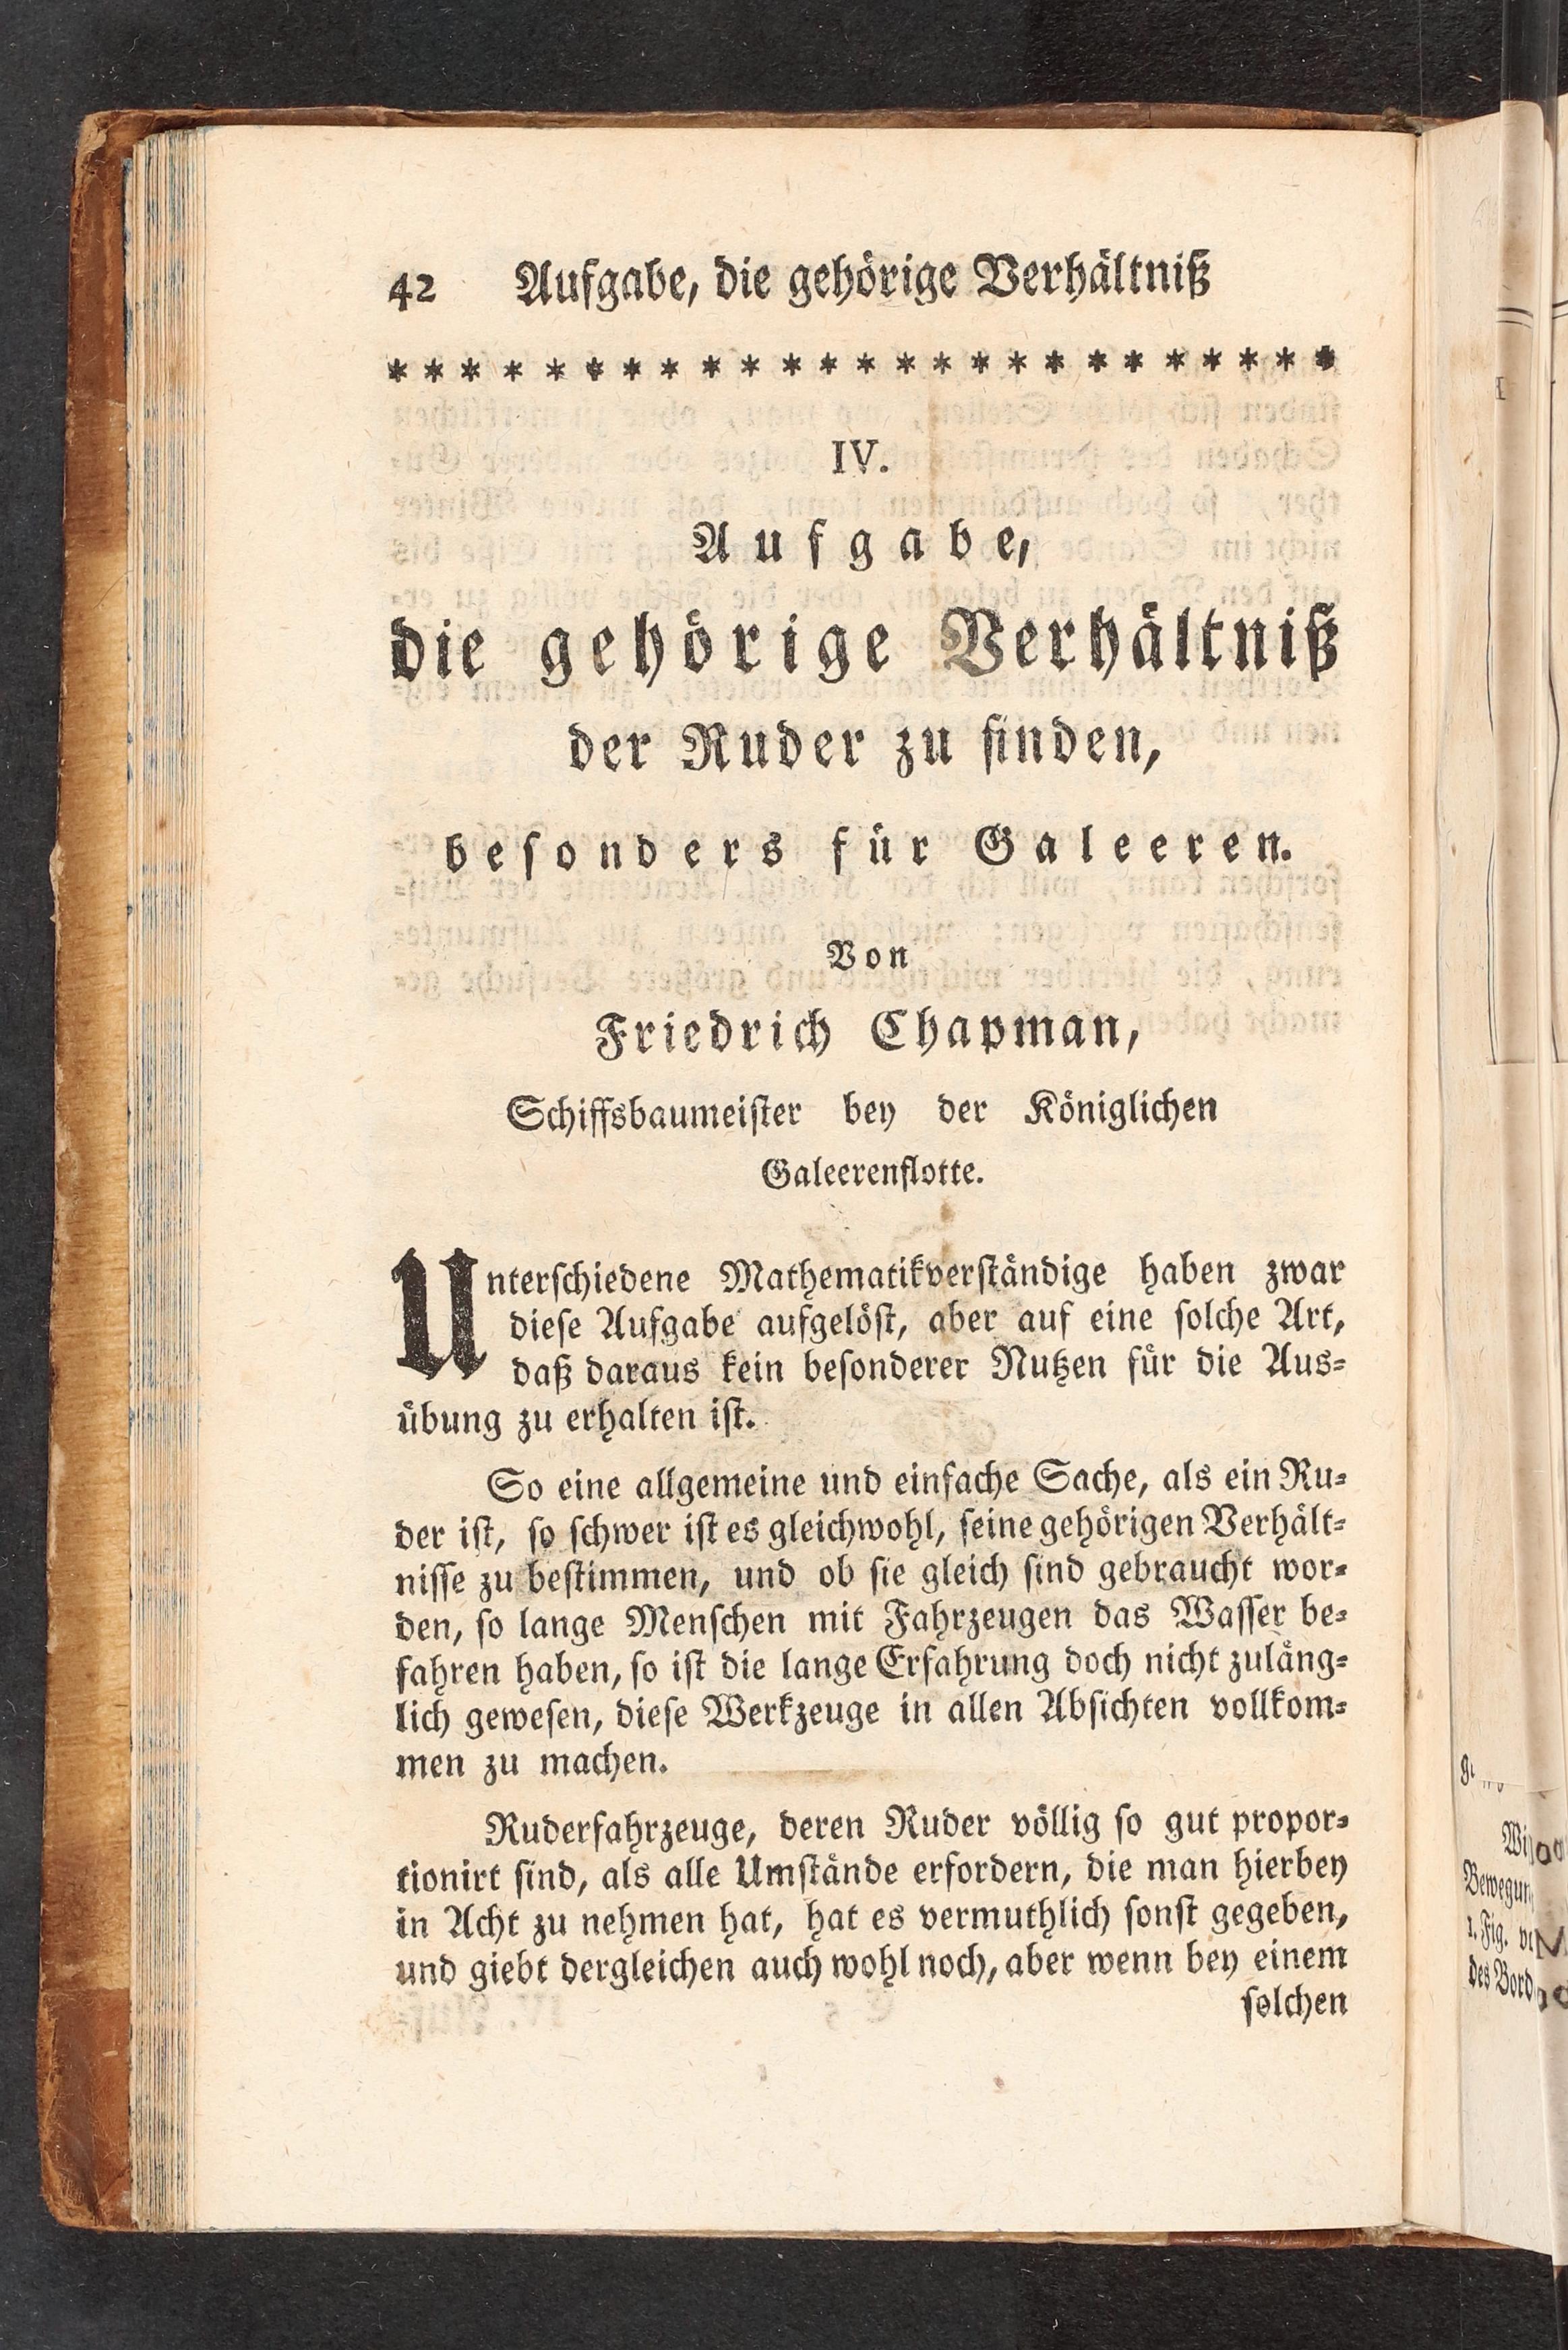 42 Aufgabe, die gehörige Verhältniß
* * * * * * * * * * * * * * * * * * * * * * * * *
IV.
Aufgabe,
die gehörige Verhältniß
der Ruder zu finden,
besonders für Galeeren.
Von
Friedrich Chapman,
Schiffsbaumeister bey der Königlichen
Galeerenflotte.
Unterschiedene Mathematikverständige haben zwar
diese Aufgabe aufgelöst, aber auf eine solche Art,
daß daraus kein besonderer Nutzen für die Aus-
übung zu erhalten ist.
So eine allgemeine und einfache Sache, als ein Ru-
der ist, so schwer ist es gleichwohl, seine gehörigen Verhält-
nisse zu bestimmen, und ob sie gleich sind gebraucht wor-
den, so lange Menschen mit Fahrzeugen das Wasser be-
fahren haben, so ist die lange Erfahrung doch nicht zuläng-
lich gewesen, diese Werkzeuge in allen Absichten vollkom-
men zu machen.
Ruderfahrzeuge, deren Ruder völlig so gut propor-
tionirt sind, als alle Umstände erfordern, die man hierbey
in Acht zu nehmen hat, hat es vermuthlich sonst gegeben,
und giebt dergleichen auch wohl noch, aber wenn bey einem
solchen
1. Fig.
des Bord